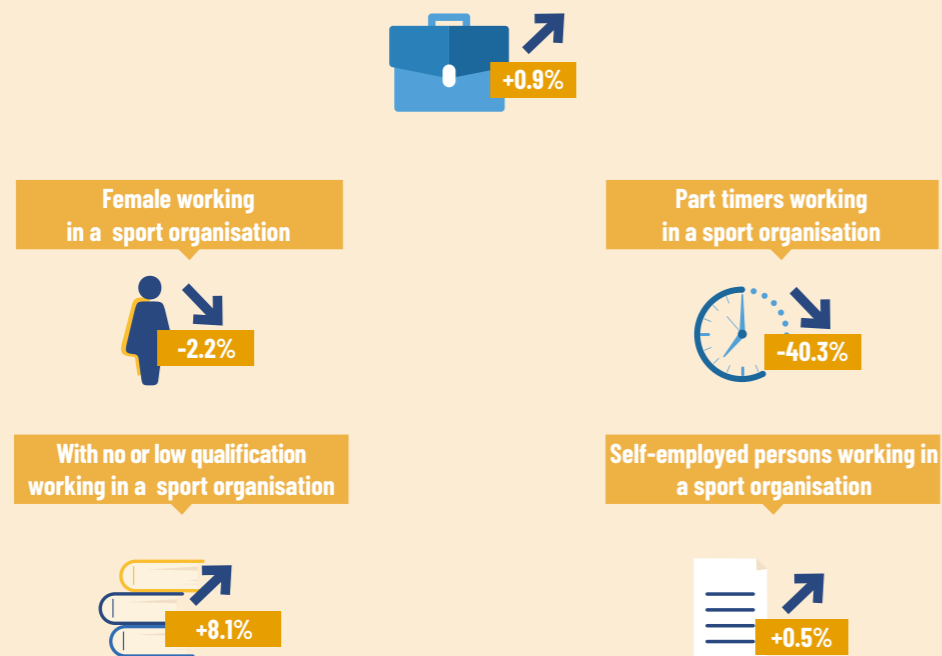 +0.9%
Female working
in a sport organisation
-2.2%
Part timers working
in a sport organisation
-40.3%
With no or low qualification
working in a sport organisation
+8.1%
Self-employed persons working in
a sport organisation
+0.5%